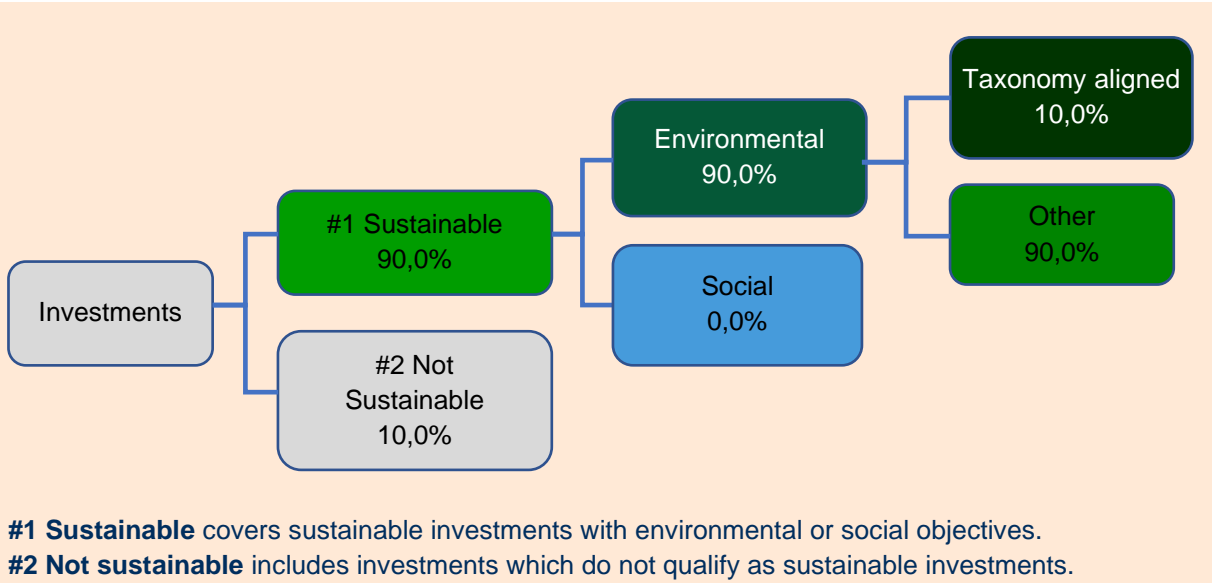 Investments
#1 Sustainable
90,0%
#2 Not
Sustainable
10,0%
Environmental
90,0%
Social
0,0%
Taxonomy aligned
10,0%
Other
90,0%
#1 Sustainable covers sustainable investments with environmental or social objectives.
#2 Not sustainable includes investments which do not qualify as sustainable investments.